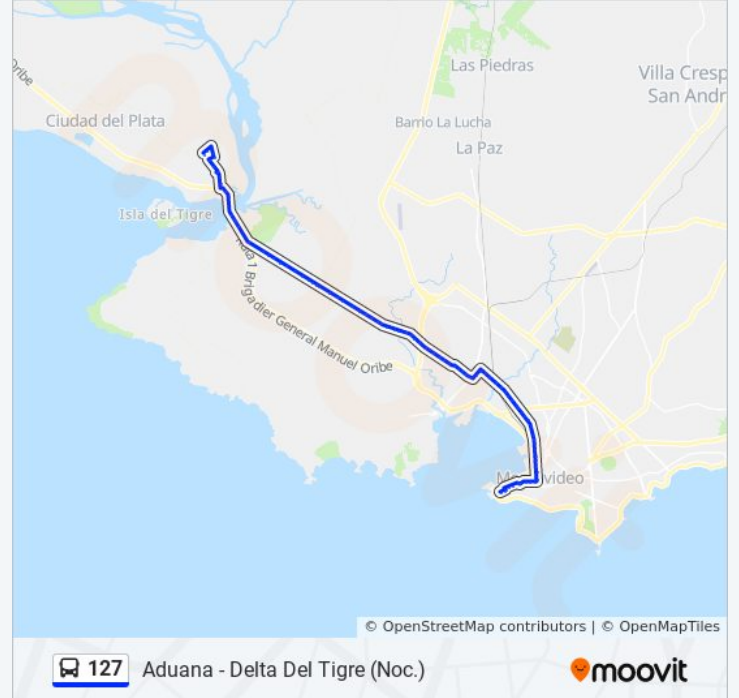 Las Piedras
Villa Cresp
San Andr
Oribe
Ciudad del Plata
Barrio La Lucha
La Paz
Isla del Tigre
Ruta 1 Brigadier General Manuel Oribe
Montevideo
© OpenStreetMap contributors | © OpenMapTiles
127 Aduana - Delta Del Tigre (Noc.)
moovit